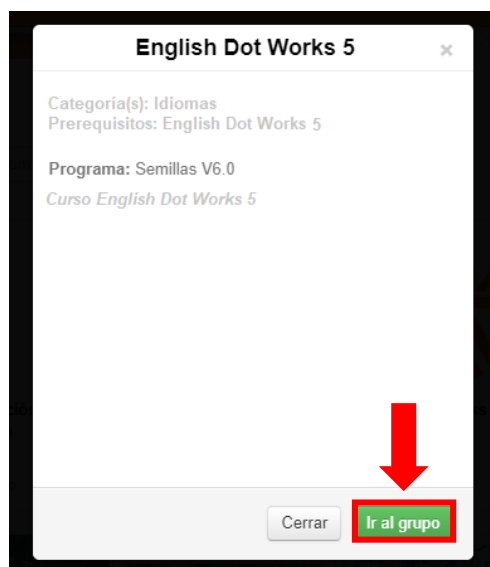 English Dot Works 5 ×
Categoría(s): Idiomas
Prerequisitos: English Dot Works 5
Programa: Semillas V6.0
Curso English Dot Works 5
Cerrar Ir al grupo